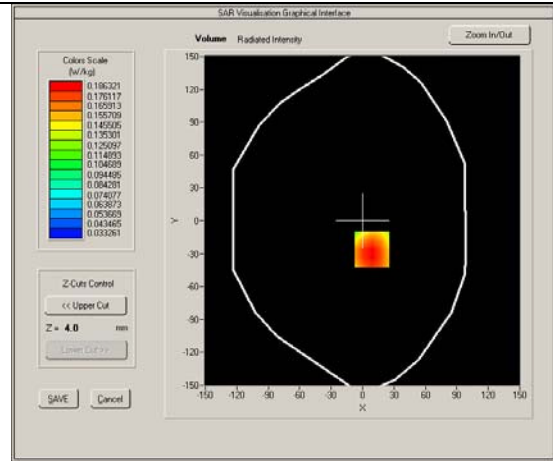 SAR Visualisation Graphical Interface
Volume Radiated Intensity
Zoom In/Out
Colors Scale
(W/kg)
0.186321
0.176117
0.165913
0.155709
0.145505
0.135301
0.125097
0.114893
0.104689
0.094485
0.084281
0.074077
0.063873
0.053669
0.043465
0.033261
Z-Cuts Control
<< Upper Cut
Z = 4.0 mm
Lower Cut >>
SAVE Cancel
150
120
90
60
30
0
-30
-60
-90
-120
-150
Y
-150 -120 -90 -60 -30 0 30 60 90 120 150
X